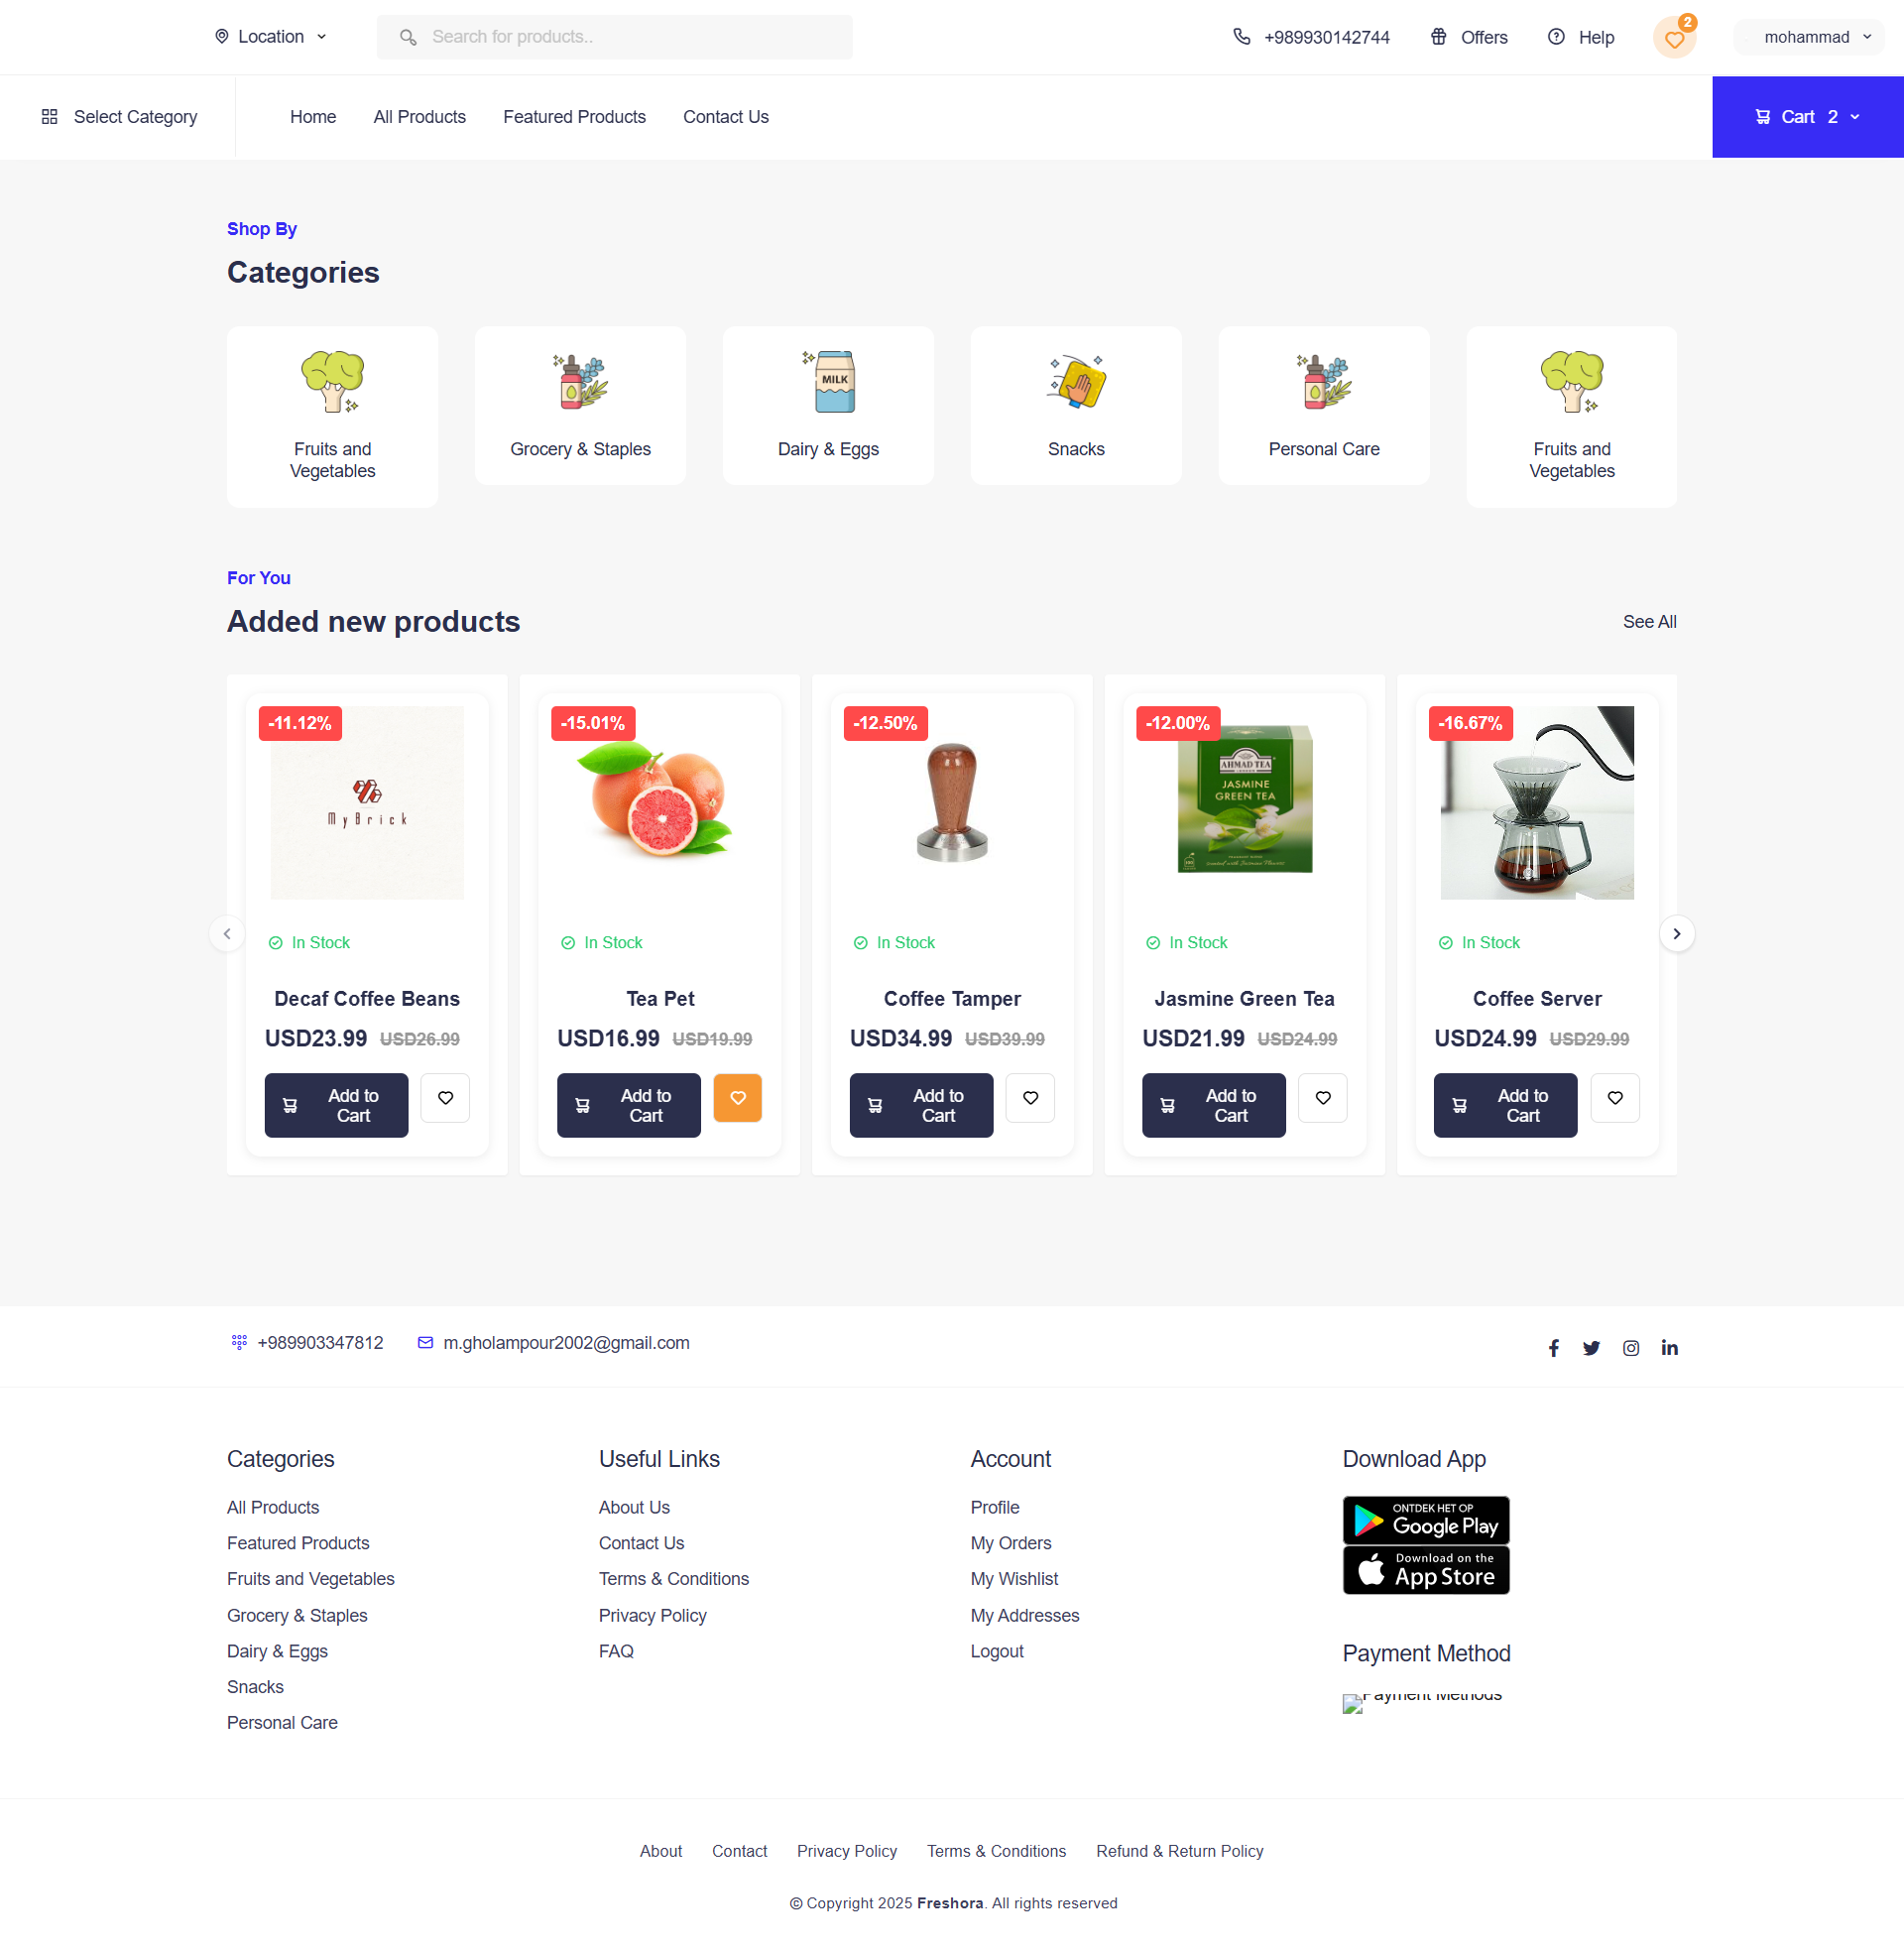 Location
Search for products..
+989930142744
Offers
Help
2
mohammad
Select Category
Home
All Products
Featured Products
Contact Us
Cart 2
Shop By
Categories
MILK
Fruits and
Vegetables
Grocery & Staples
Dairy & Eggs
Snacks
Personal Care
Fruits and
Vegetables
For You
Added new products
See All
-11.12%
MyBrick
In Stock
Decaf Coffee Beans
USD23.99 USD26.99
Add to
Cart
-15.01%
In Stock
Tea Pet
USD16.99 USD19.99
Add to
Cart
-12.50%
In Stock
Coffee Tamper
USD34.99 USD39.99
Add to
Cart
-12.00%
AHMAD TEA
JASMINE
GREEN TEA
In Stock
Jasmine Green Tea
USD21.99 USD24.99
Add to
Cart
-16.67%
In Stock
Coffee Server
USD24.99 USD29.99
Add to
Cart
+989903347812
m.gholampour2002@gmail.com
Categories
All Products
Featured Products
Fruits and Vegetables
Grocery & Staples
Dairy & Eggs
Snacks
Personal Care
Useful Links
About Us
Contact Us
Terms & Conditions
Privacy Policy
FAQ
Account
Profile
My Orders
My Wishlist
My Addresses
Logout
Download App
ONTDEK HET OP
Google Play
Download on the
App Store
Payment Method
Payment Methods
About
Contact
Privacy Policy
Terms & Conditions
Refund & Return Policy
© Copyright 2025 Freshora. All rights reserved